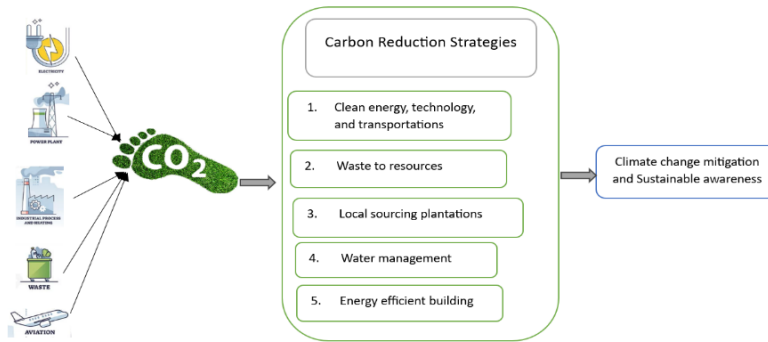 ELECTRICITY
POWER PLANT
INDUSTRIAL PROCESS
AND HEATING
WASTE
AVIATION
CO2
Carbon Reduction Strategies
1. Clean energy, technology,
and transportations
2. Waste to resources
3. Local sourcing plantations
4. Water management
5. Energy efficient building
Climate change mitigation
and Sustainable awareness